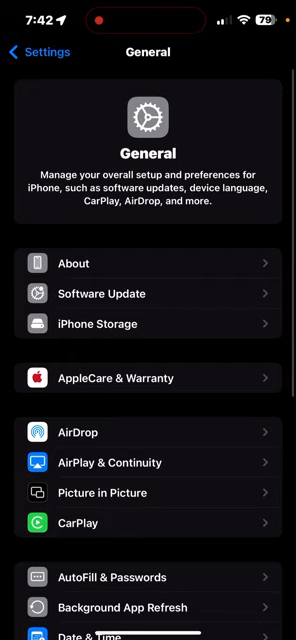 7:42
79
Settings
General
General
Manage your overall setup and preferences for
iPhone, such as software updates, device language,
CarPlay, AirDrop, and more.
About
Software Update
iPhone Storage
AppleCare & Warranty
AirDrop
AirPlay & Continuity
Picture in Picture
CarPlay
AutoFill & Passwords
Background App Refresh
Date & Time